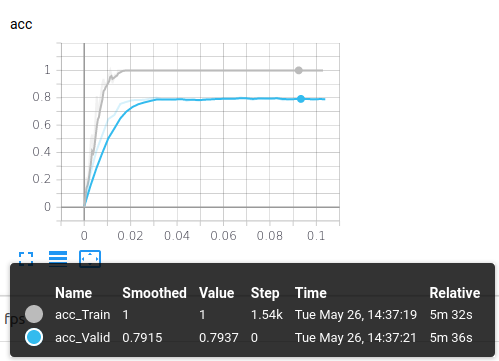 acc
1
0.8
0.6
0.4
0.2
0
0 0.02 0.04 0.06 0.08 0.1
fps
Name Smoothed Value Step Time Relative
acc_Train 1 1 1.54k Tue May 26, 14:37:19 5m 32s
acc_Valid 0.7915 0.7937 0 Tue May 26, 14:37:21 5m 36s